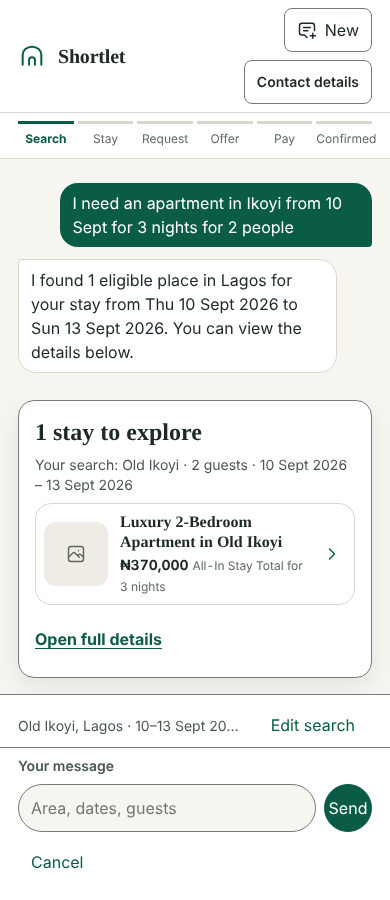 New
Shortlet
Contact details
Search
Stay
Request
Offer
Pay
Confirmed
I need an apartment in Ikoyi from 10
Sept for 3 nights for 2 people
I found 1 eligible place in Lagos for
your stay from Thu 10 Sept 2026 to
Sun 13 Sept 2026. You can view the
details below.
1 stay to explore
Your search: Old Ikoyi · 2 guests · 10 Sept 2026
– 13 Sept 2026
Luxury 2-Bedroom
Apartment in Old Ikoyi
₦370,000 All-In Stay Total for
3 nights
Open full details
Old Ikoyi, Lagos · 10–13 Sept 20...
Edit search
Your message
Area, dates, guests
Send
Cancel